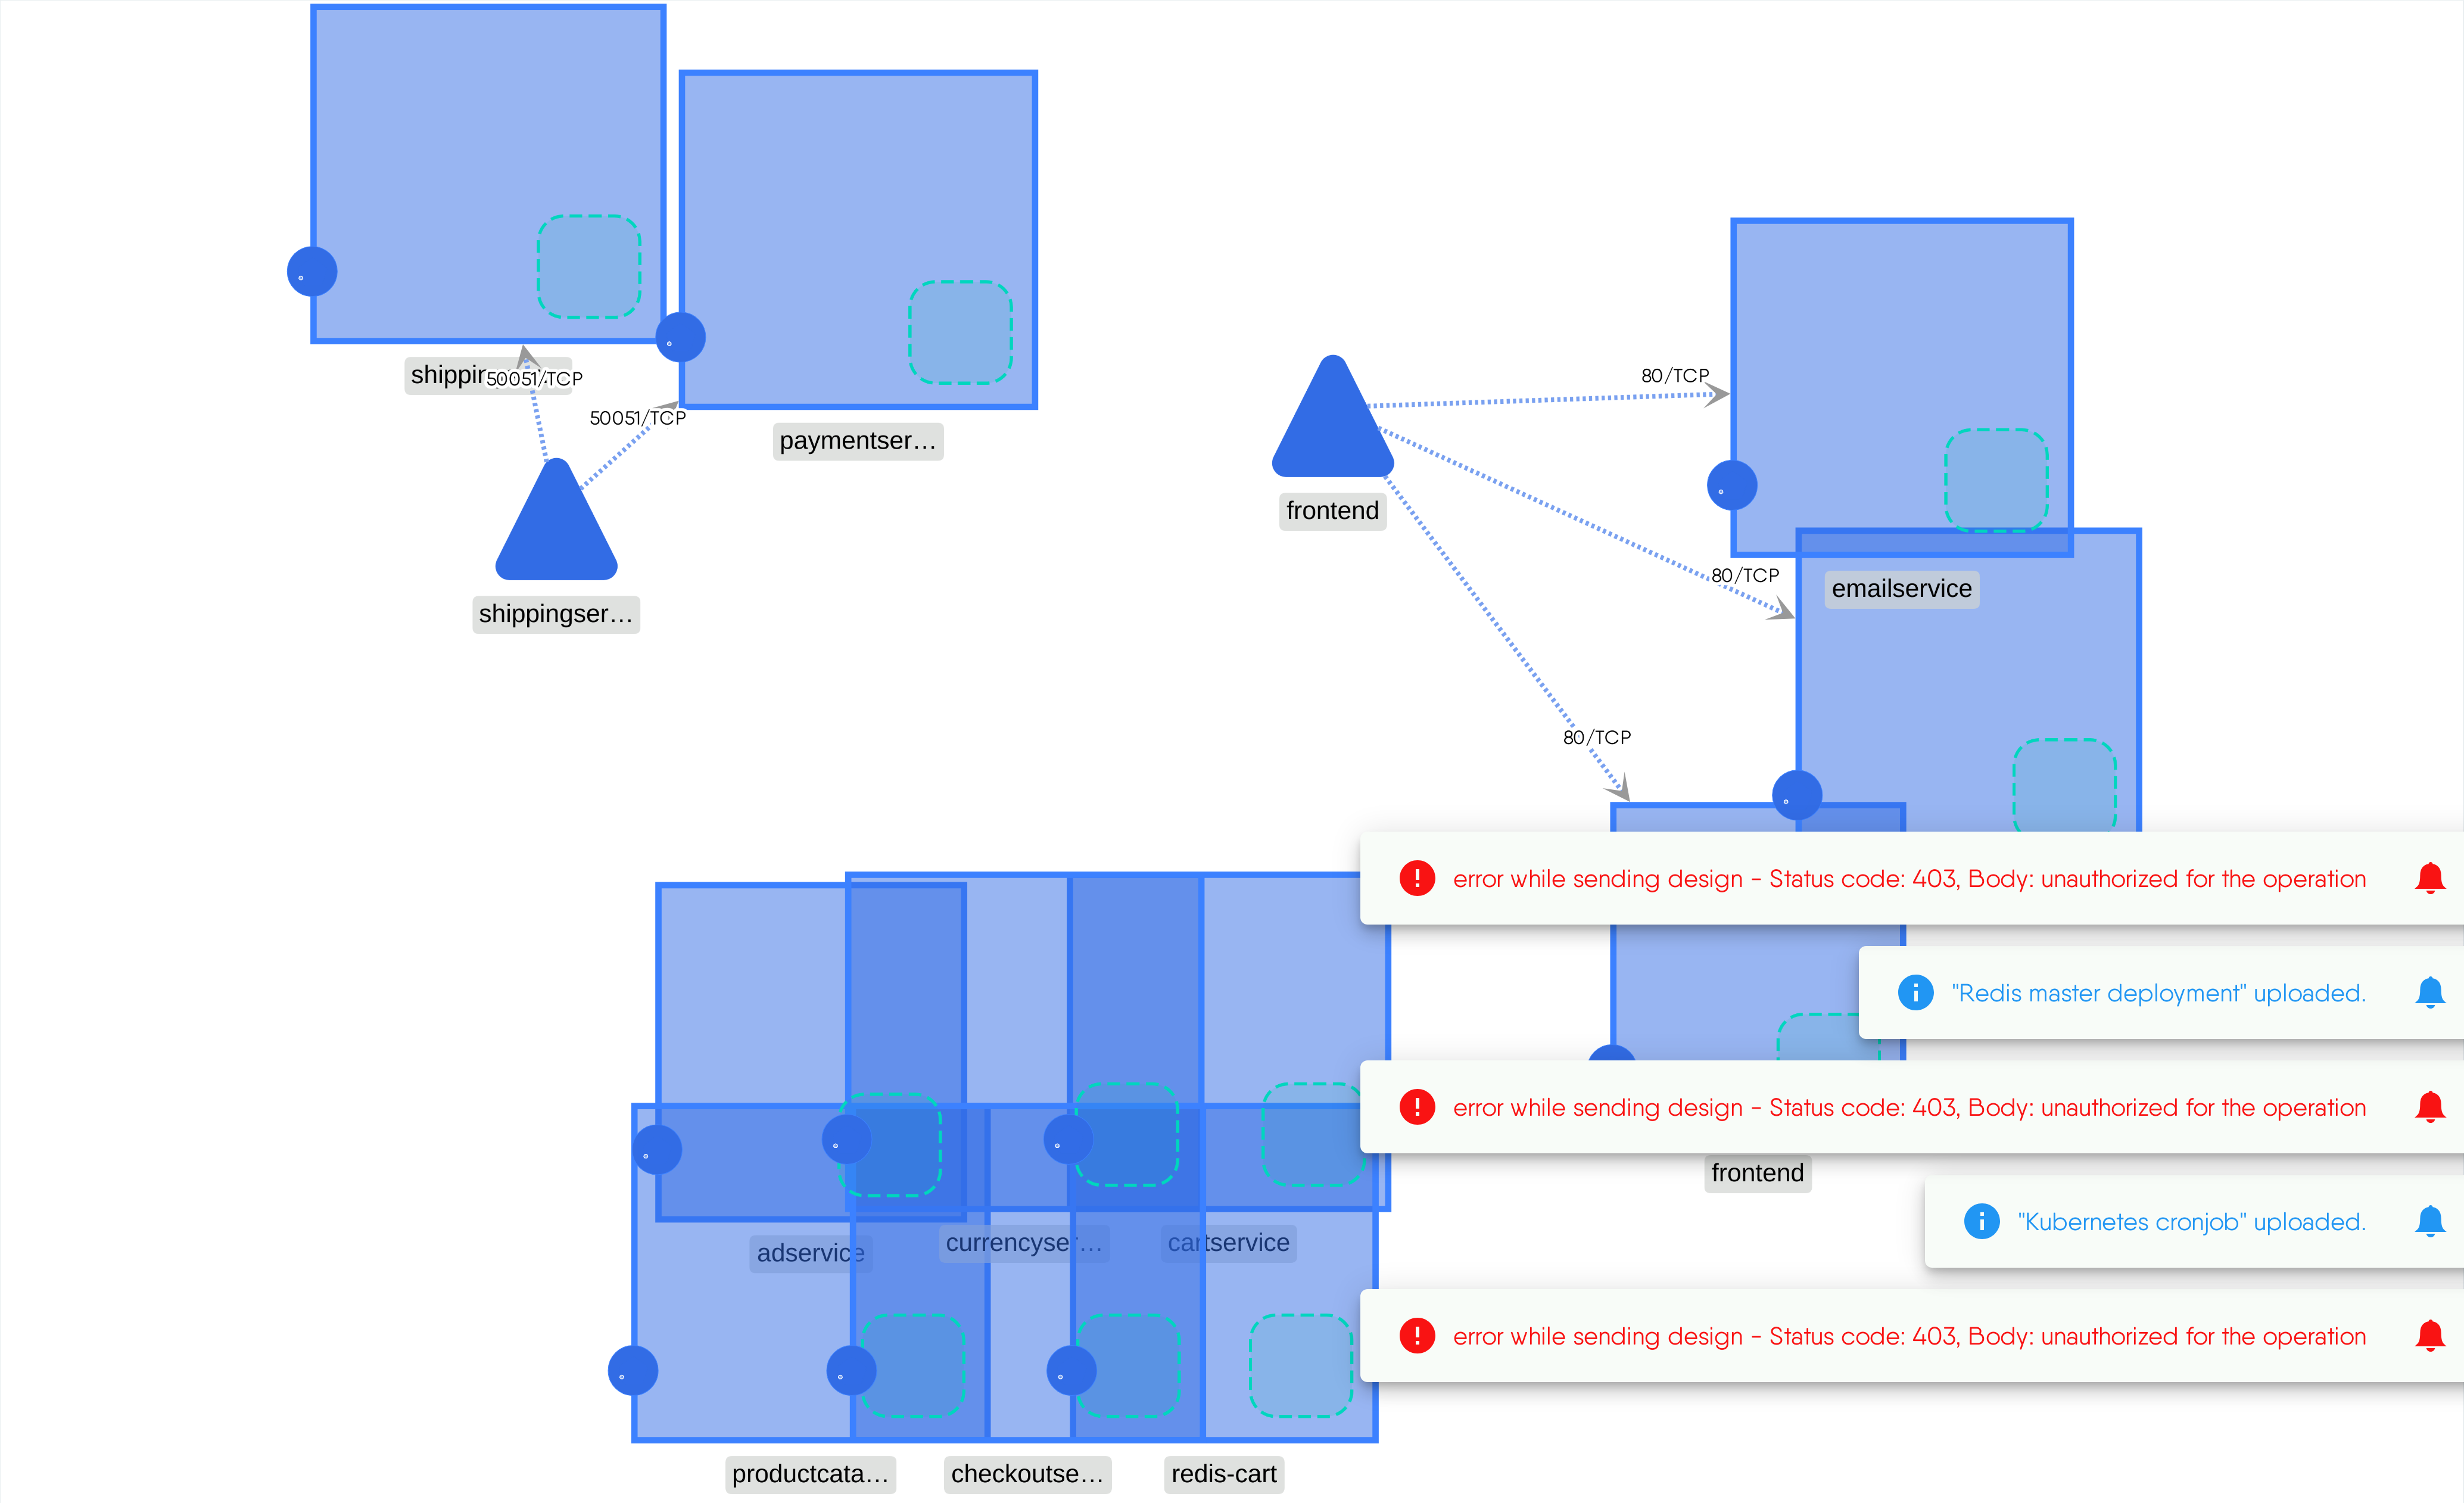 shippin
50051/TCP
50051/TCP
paymentser…
shippingser…
frontend
80/TCP
80/TCP
80/TCP
emailservice
error while sending design - Status code: 403, Body: unauthorized for the operation
"Redis master deployment" uploaded.
error while sending design - Status code: 403, Body: unauthorized for the operation
frontend
"Kubernetes cronjob" uploaded.
adservice
currencyser…
cartservice
error while sending design - Status code: 403, Body: unauthorized for the operation
productcata…
checkoutse…
redis-cart